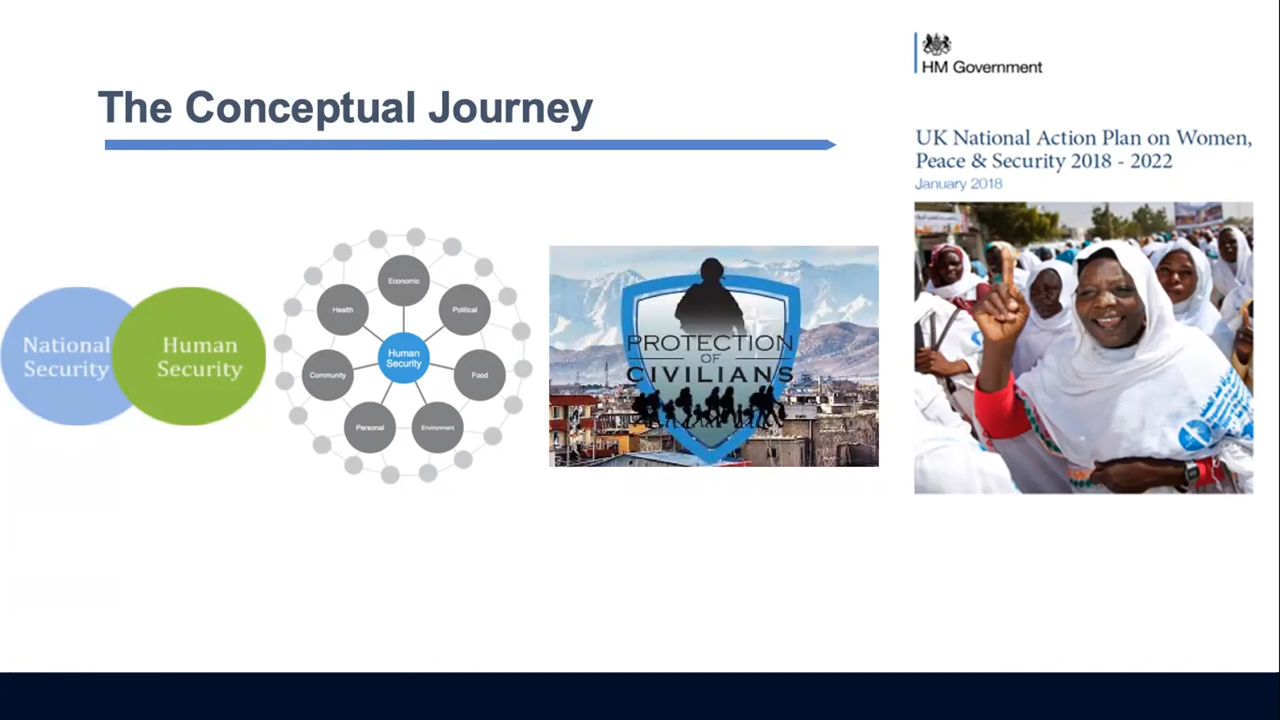 The Conceptual Journey
National
Security
Human
Security
Economic
Health
Political
Human
Security
Community
Food
Personal
Environment
PROTECTION
OF
CIVILIANS
HM Government
UK National Action Plan on Women,
Peace & Security 2018 - 2022
January 2018